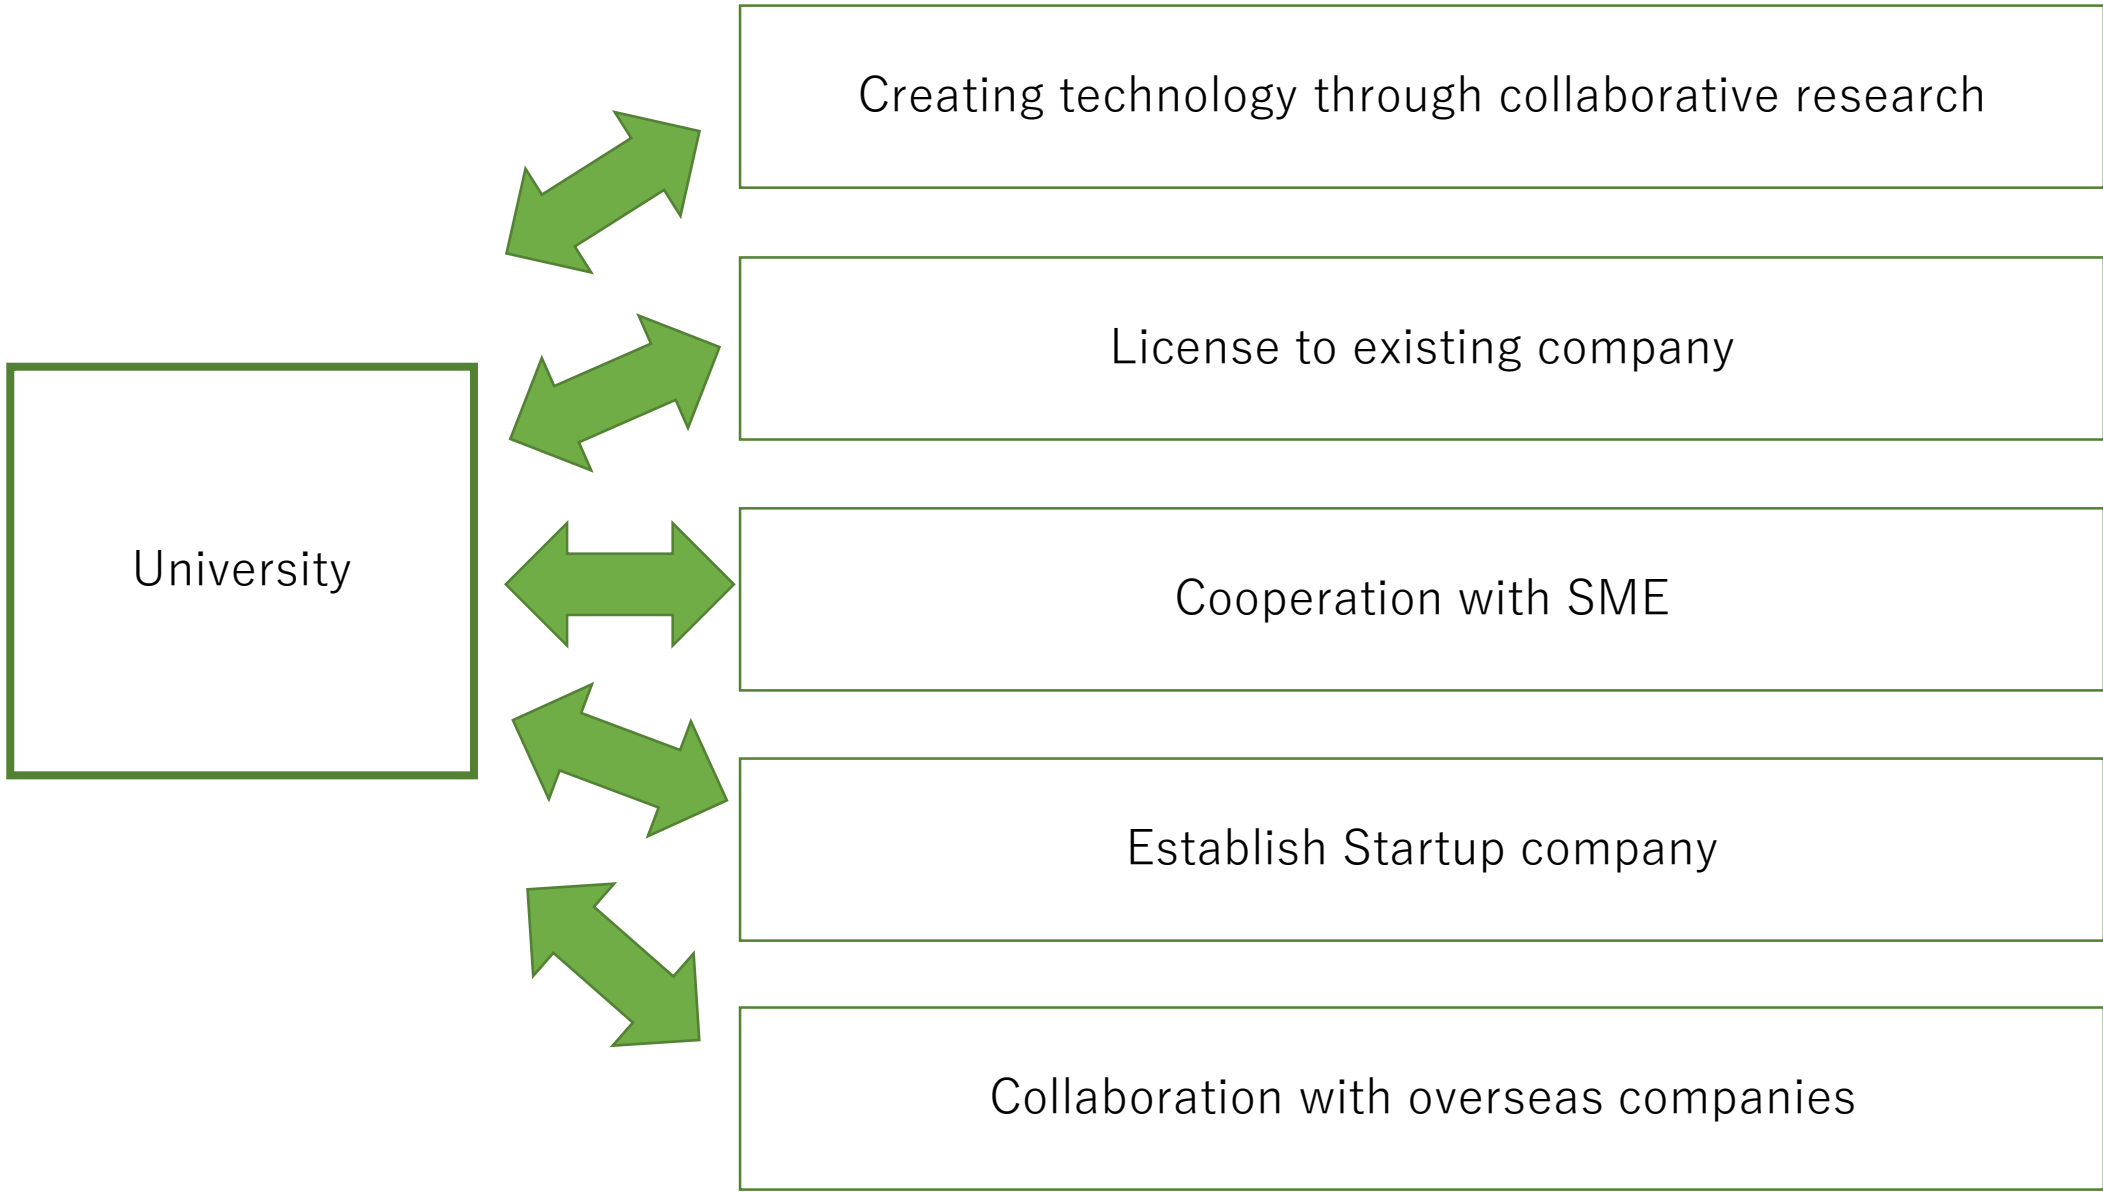 Creating technology through collaborative research
License to existing company
University
Cooperation with SME
Establish Startup company
Collaboration with overseas companies